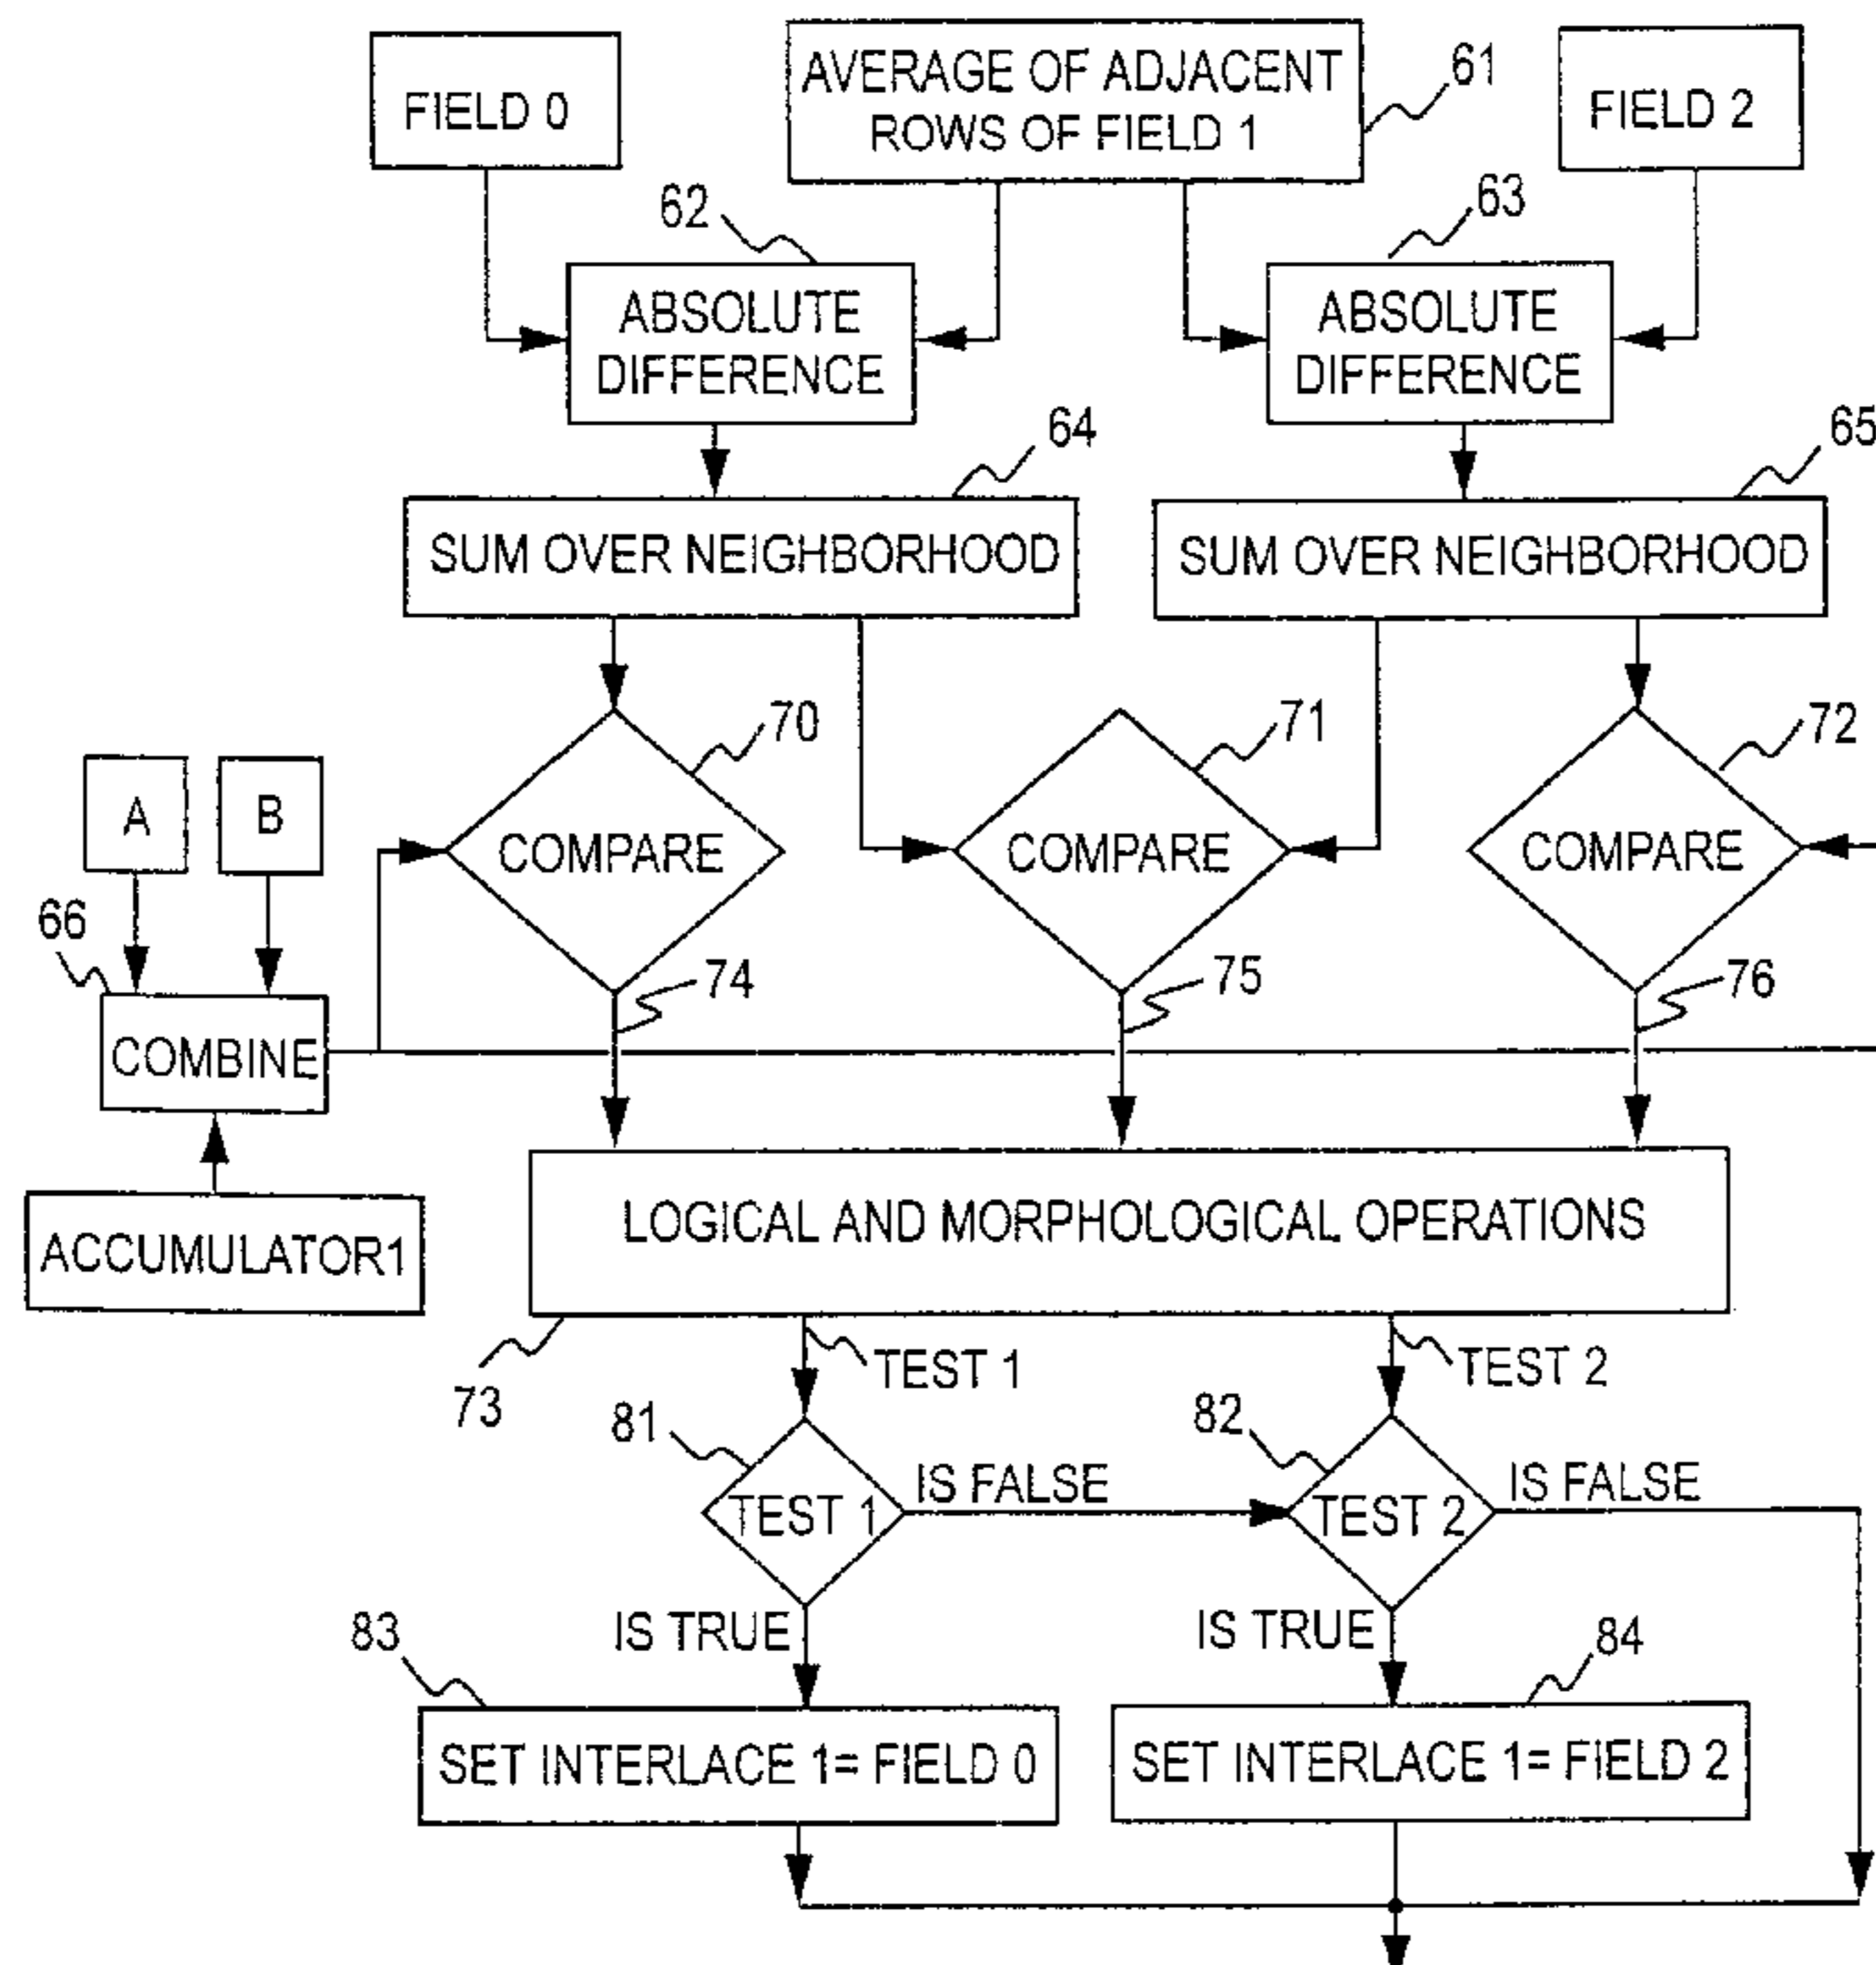 FIELD 0
AVERAGE OF ADJACENT
ROWS OF FIELD 1
61
FIELD 2
62
63
ABSOLUTE
DIFFERENCE
ABSOLUTE
DIFFERENCE
64
65
SUM OVER NEIGHBORHOOD
SUM OVER NEIGHBORHOOD
70
71
72
A
B
COMPARE
COMPARE
COMPARE
66
74
75
76
COMBINE
LOGICAL AND MORPHOLOGICAL OPERATIONS
ACCUMULATOR1
73
TEST 1
TEST 2
81
82
IS FALSE
IS FALSE
TEST 1
TEST 2
IS TRUE
IS TRUE
83
84
SET INTERLACE 1= FIELD 0
SET INTERLACE 1= FIELD 2